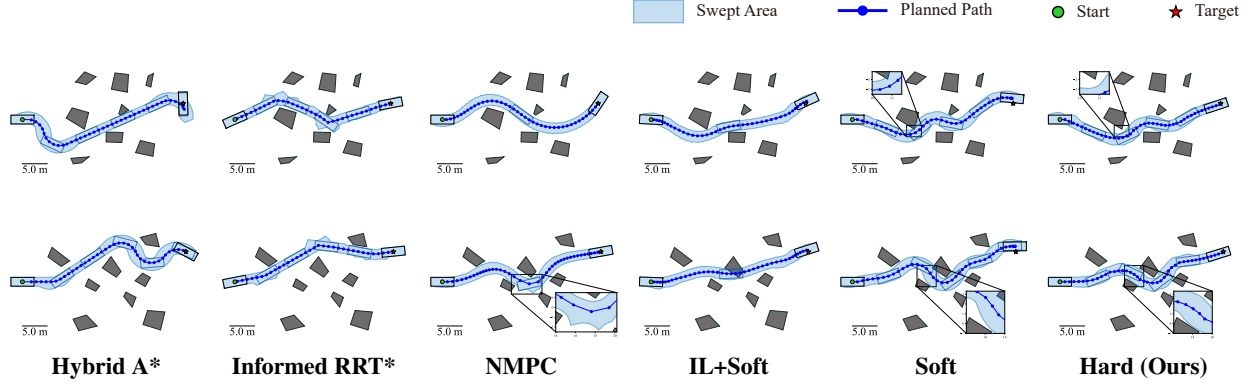 Swept Area Planned Path Start Target
5.0 m 5.0 m 5.0 m 5.0 m 5.0 m 5.0 m
5.0 m 5.0 m 5.0 m 5.0 m 5.0 m 5.0 m
Hybrid A* Informed RRT* NMPC IL+Soft Soft Hard (Ours)